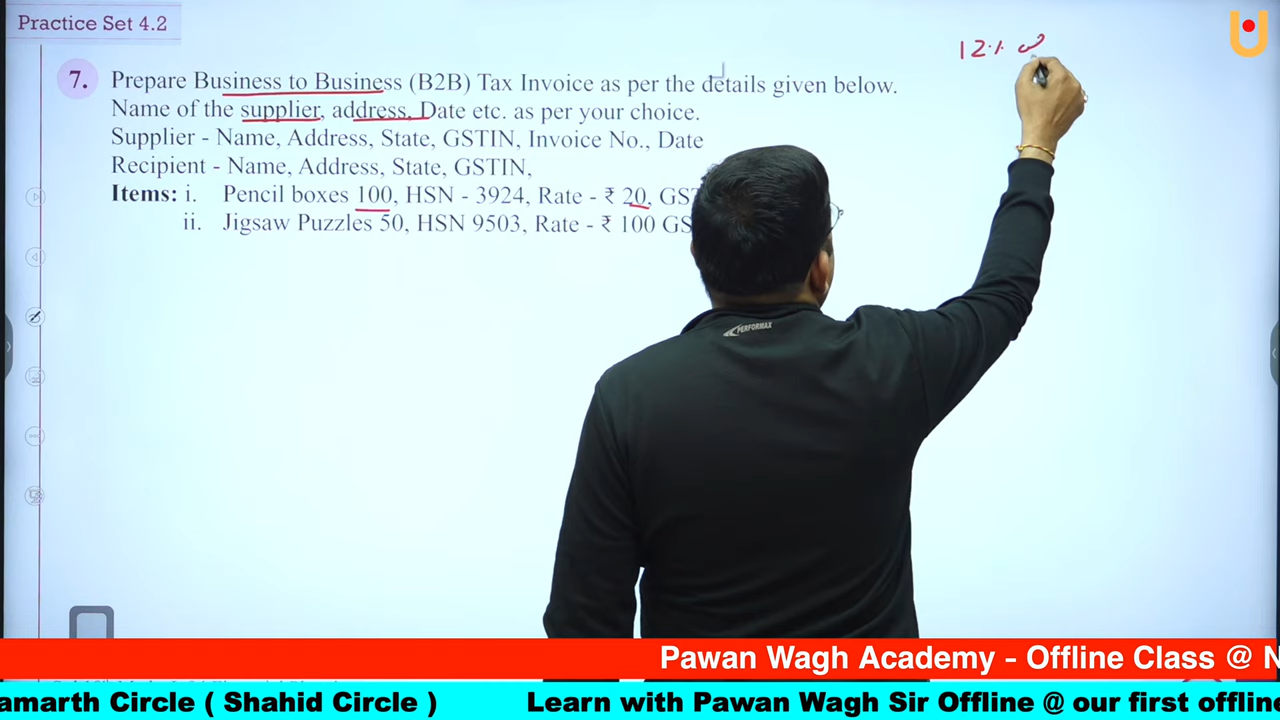 Practice Set 4.2
12%
7. Prepare Business to Business (B2B) Tax Invoice as per the details given below.
Name of the supplier, address, Date etc. as per your choice.
Supplier - Name, Address, State, GSTIN, Invoice No., Date
Recipient - Name, Address, State, GSTIN,
Items: i. Pencil boxes 100, HSN - 3924, Rate - ₹ 20, GST
ii. Jigsaw Puzzles 50, HSN 9503, Rate - ₹ 100 GS
PERFORMAX
Pawan Wagh Academy - Offline Class @ N
amarth Circle ( Shahid Circle ) Learn with Pawan Wagh Sir Offline @ our first offline